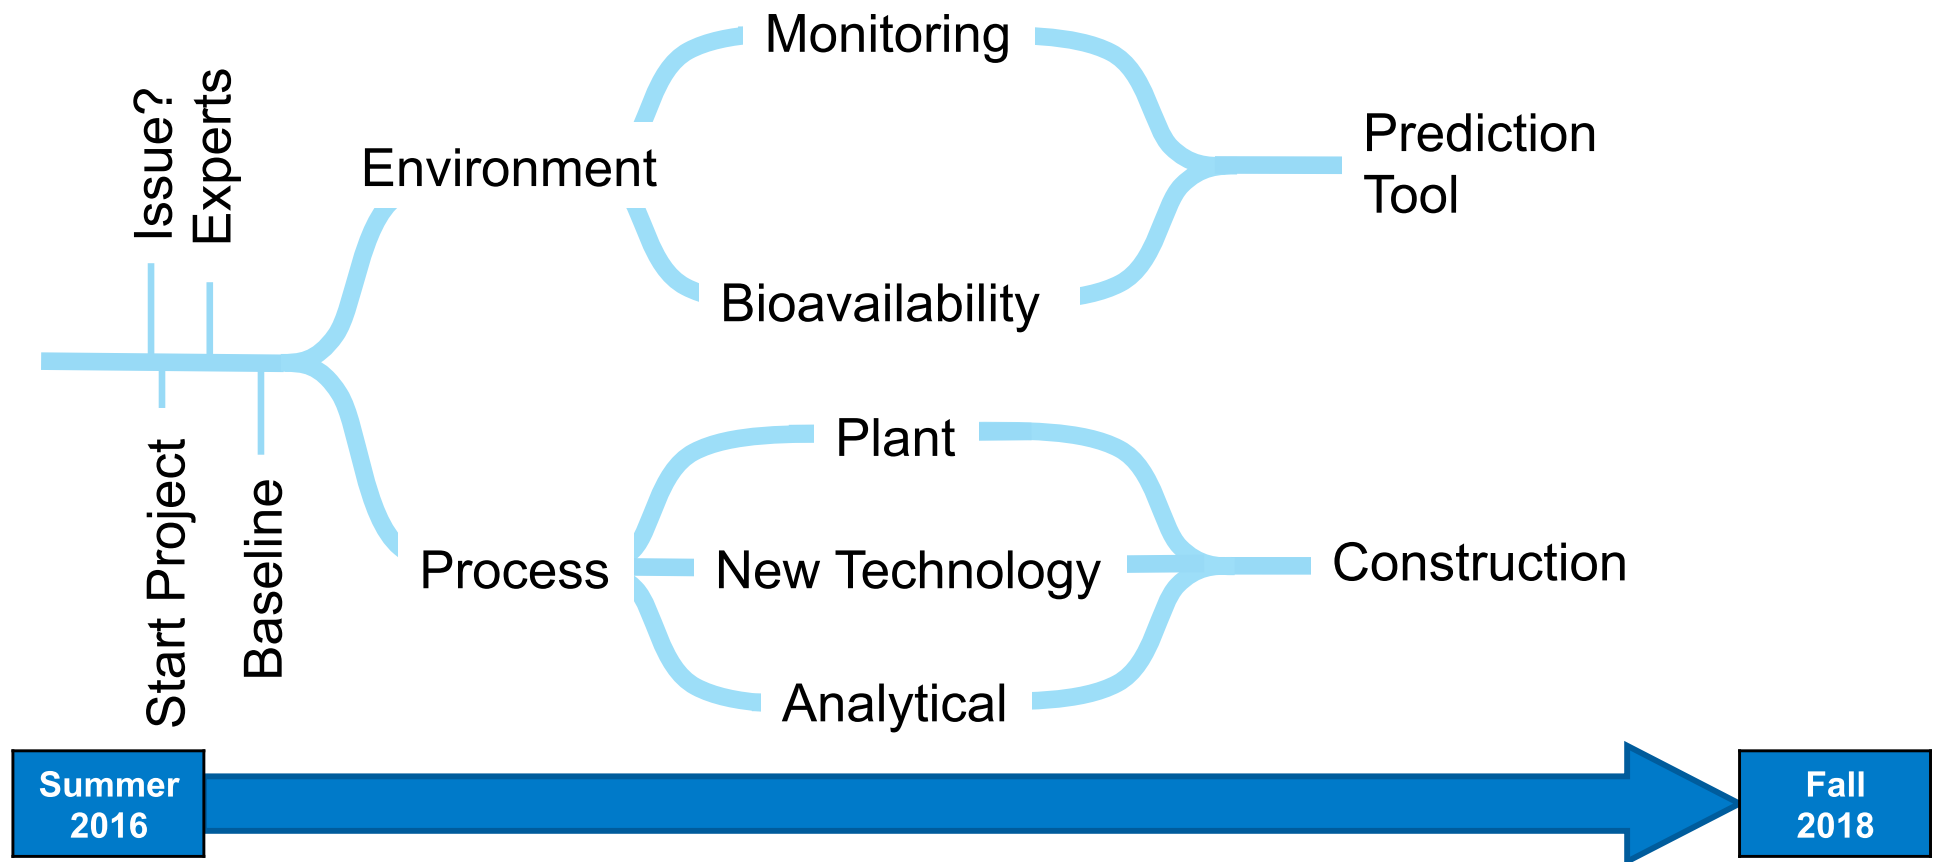 Issue?
Experts
Start Project
Baseline
Environment
Monitoring
Bioavailability
Prediction
Tool
Process
Plant
New Technology
Analytical
Construction
Summer
2016
Fall
2018